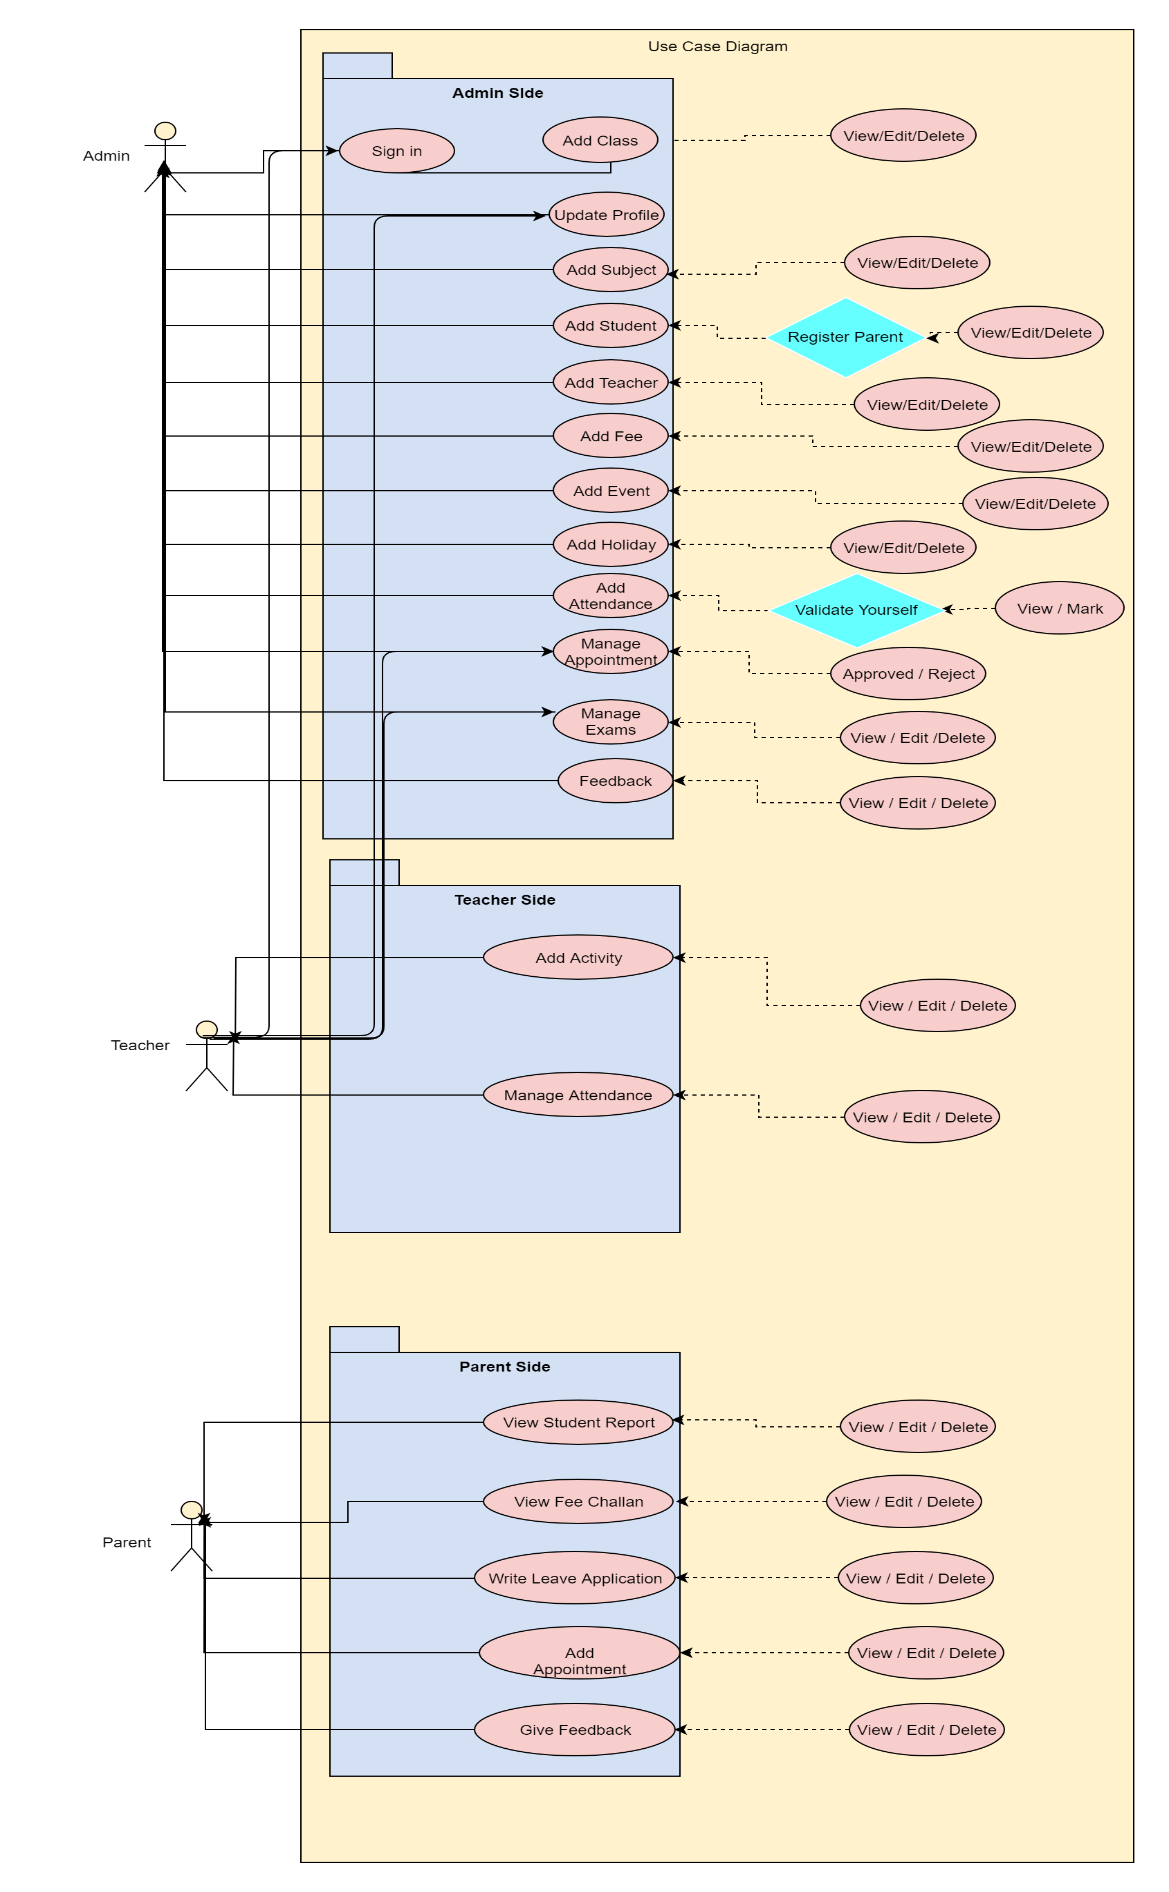 Use Case Diagram
Admin SIde
Admin
Sign in
Add Class
View/Edit/Delete
Update Profile
Add Subject
View/Edit/Delete
Add Student
Register Parent
View/Edit/Delete
Add Teacher
View/Edit/Delete
Add Fee
View/Edit/Delete
Add Event
View/Edit/Delete
Add Holiday
View/Edit/Delete
Add
Attendance
Validate Yourself
View / Mark
Manage
Appointment
Approved / Reject
Manage
Exams
View / Edit /Delete
Feedback
View / Edit / Delete
Teacher Side
Add Activity
View / Edit / Delete
Teacher
Manage Attendance
View / Edit / Delete
Parent Side
View Student Report
View / Edit / Delete
View Fee Challan
View / Edit / Delete
Parent
Write Leave Application
View / Edit / Delete
Add
Appointment
View / Edit / Delete
Give Feedback
View / Edit / Delete